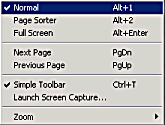 Normal Alt+1
Page Sorter Alt+2
Full Screen Alt+Enter
Next Page PgDn
Previous Page PgUp
Simple Toolbar Ctrl+T
Launch Screen Capture...
Zoom